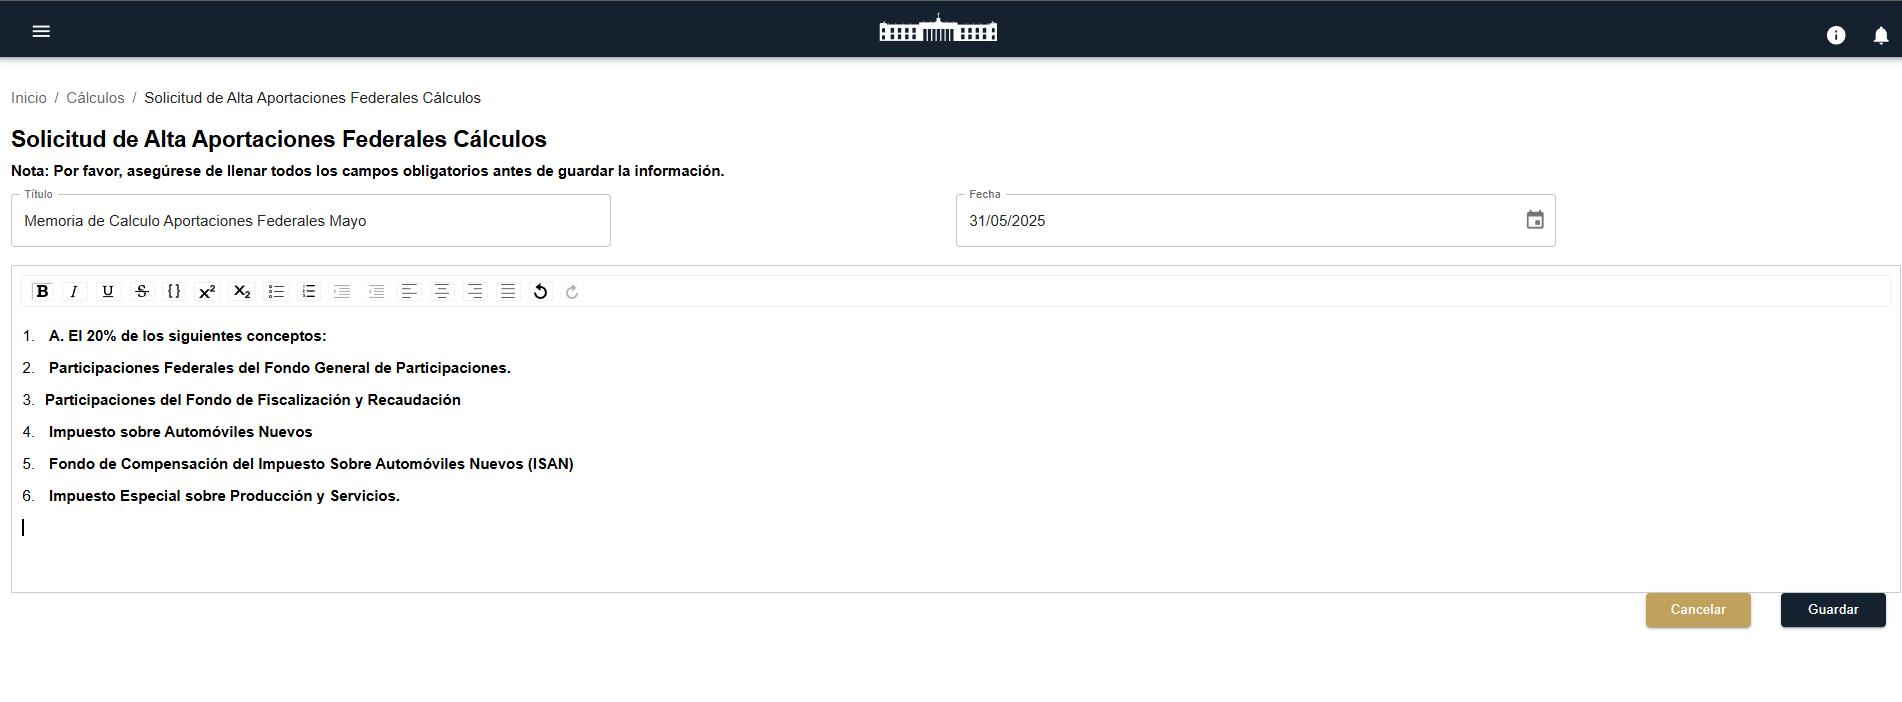 Inicio / Cálculos / Solicitud de Alta Aportaciones Federales Cálculos
Solicitud de Alta Aportaciones Federales Cálculos
Nota: Por favor, asegúrese de llenar todos los campos obligatorios antes de guardar la información.
Título
Memoria de Calculo Aportaciones Federales Mayo
Fecha
31/05/2025
B I U S {} X² X₂
1. A. El 20% de los siguientes conceptos:
2. Participaciones Federales del Fondo General de Participaciones.
3. Participaciones del Fondo de Fiscalización y Recaudación
4. Impuesto sobre Automóviles Nuevos
5. Fondo de Compensación del Impuesto Sobre Automóviles Nuevos (ISAN)
6. Impuesto Especial sobre Producción y Servicios.
Cancelar
Guardar